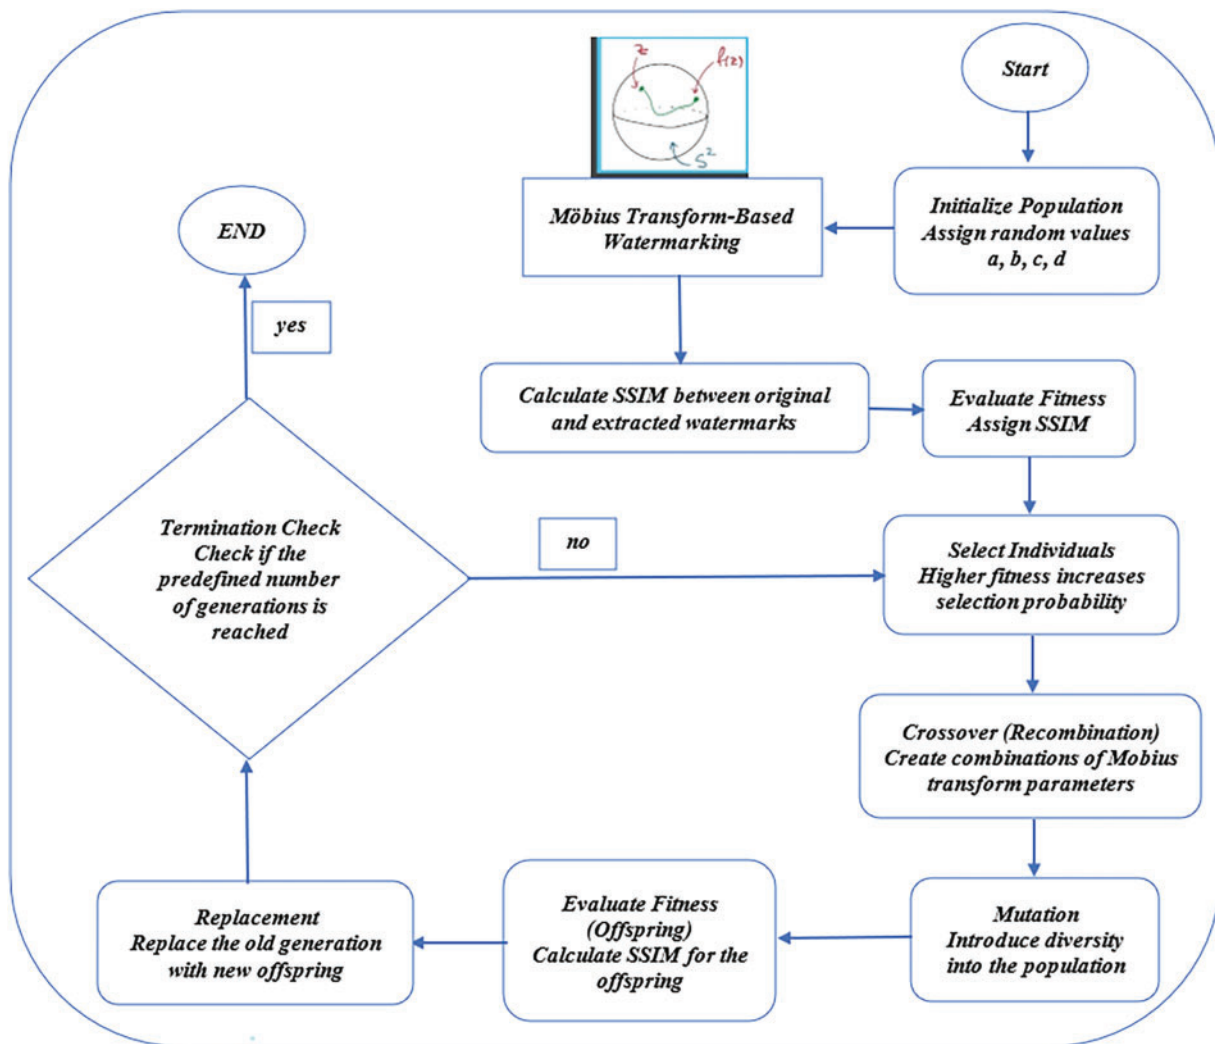 Start
Initialize Population
Assign random values
a, b, c, d
z
f(z)
S²
Möbius Transform-Based
Watermarking
Calculate SSIM between original
and extracted watermarks
Evaluate Fitness
Assign SSIM
Select Individuals
Higher fitness increases
selection probability
Crossover (Recombination)
Create combinations of Mobius
transform parameters
Mutation
Introduce diversity
into the population
Evaluate Fitness
(Offspring)
Calculate SSIM for the
offspring
Replacement
Replace the old generation
with new offspring
Termination Check
Check if the
predefined number
of generations is
reached
no
yes
END